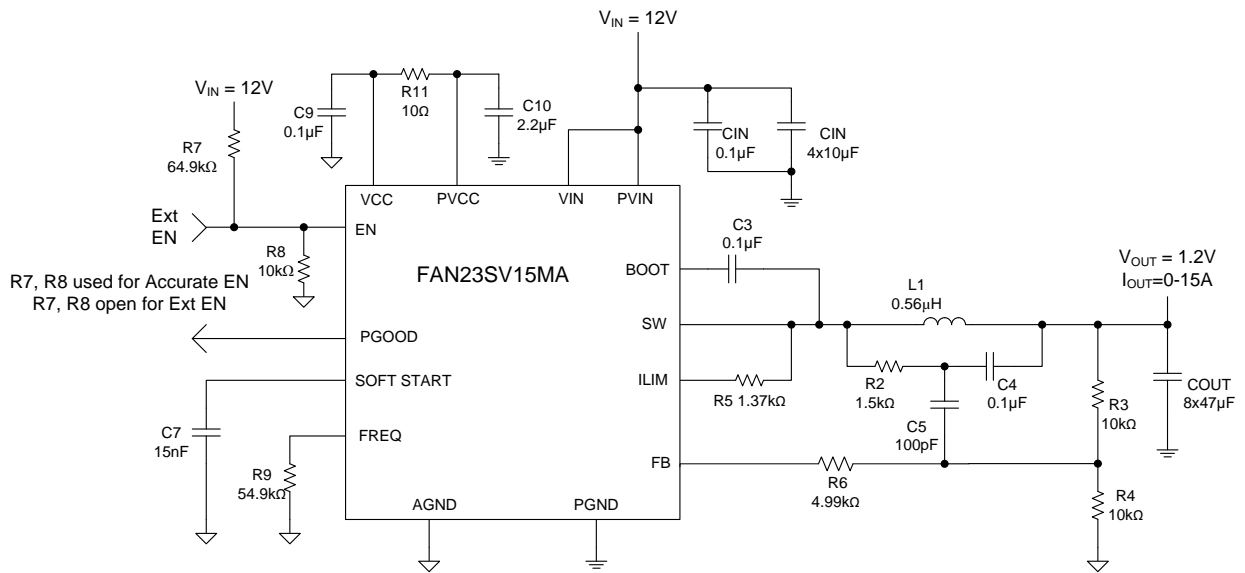 VIN = 12V
VIN = 12V
R11
10Ω
C9
0.1µF
C10
2.2µF
R7
64.9kΩ
CIN
0.1µF
CIN
4x10µF
VCC
PVCC
VIN
PVIN
Ext
EN
EN
R8
10kΩ
R7, R8 used for Accurate EN
R7, R8 open for Ext EN
FAN23SV15MA
C3
0.1µF
BOOT
VOUT = 1.2V
IOUT=0-15A
L1
0.56µH
SW
PGOOD
SOFT START
ILIM
R5 1.37kΩ
R2
1.5kΩ
C4
0.1µF
R3
10kΩ
COUT
8x47µF
C5
100pF
C7
15nF
FREQ
R9
54.9kΩ
FB
R6
4.99kΩ
R4
10kΩ
AGND
PGND